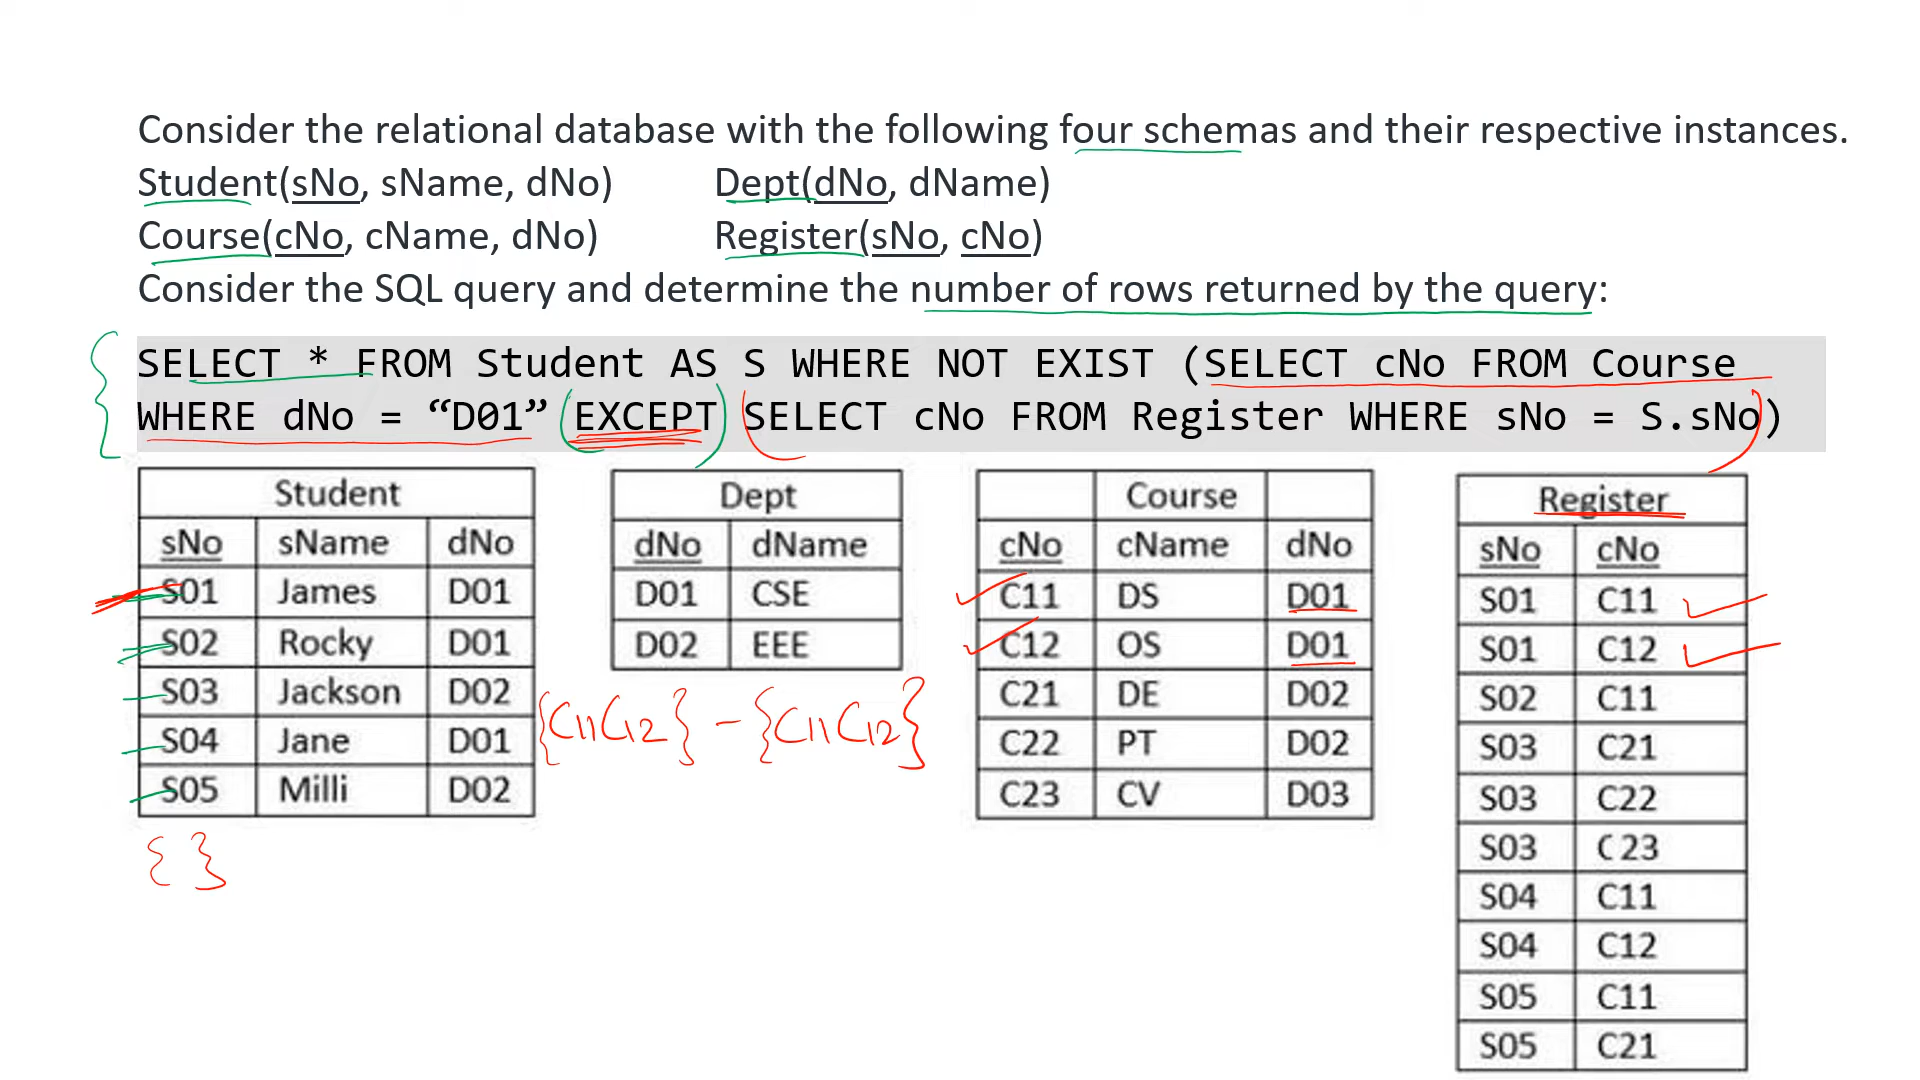 Consider the relational database with the following four schemas and their respective instances.
Student(sNo, sName, dNo) Dept(dNo, dName)
Course(cNo, cName, dNo) Register(sNo, cNo)
Consider the SQL query and determine the number of rows returned by the query:
SELECT * FROM Student AS S WHERE NOT EXIST (SELECT cNo FROM Course
WHERE dNo = “D01” EXCEPT SELECT cNo FROM Register WHERE sNo = S.sNo)
Student
sNo sName dNo
S01 James D01
S02 Rocky D01
S03 Jackson D02
S04 Jane D01
S05 Milli D02
Dept
dNo dName
D01 CSE
D02 EEE
Course
cNo cName dNo
C11 DS D01
C12 OS D01
C21 DE D02
C22 PT D02
C23 CV D03
Register
sNo cNo
S01 C11
S01 C12
S02 C11
S03 C21
S03 C22
S03 C23
S04 C11
S04 C12
S05 C11
S05 C21
{C11C12} - {C11C12}
{ }